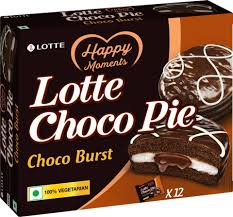 LOTTE
Happy
Moments
Lotte
Choco Pie
Choco Burst
100% VEGETARIAN
X 12